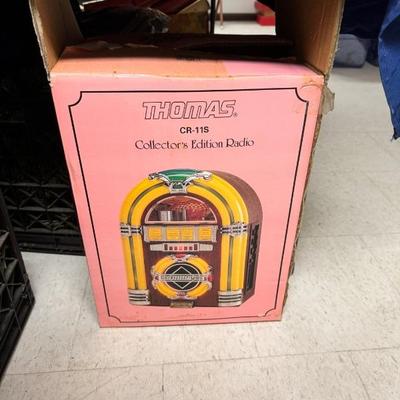 THOMAS®
CR-11S
Collector's Edition Radio